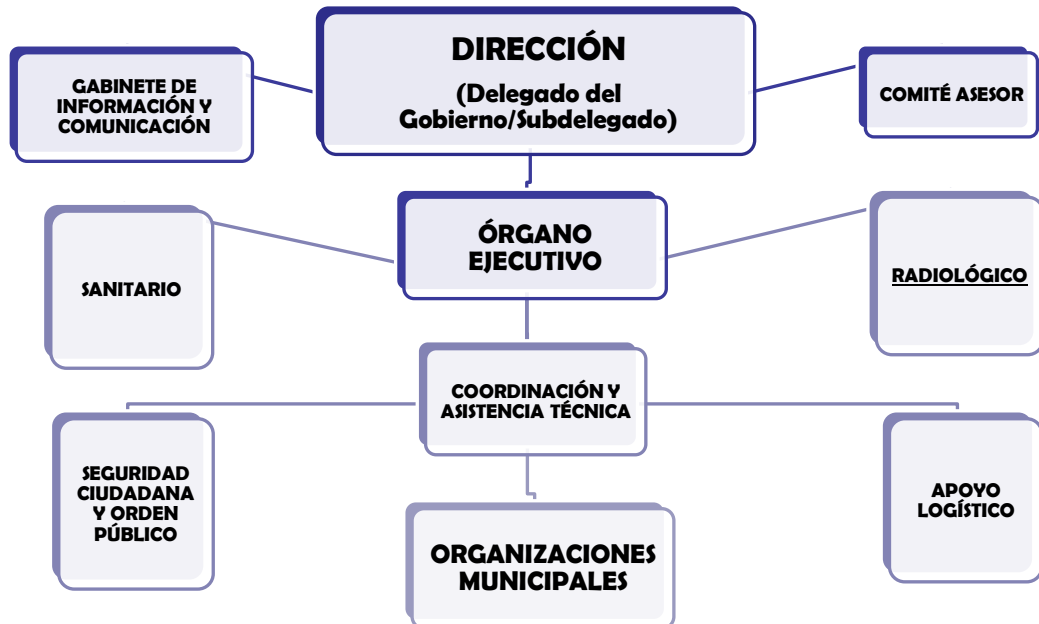 DIRECCIÓN
(Delegado del
Gobierno/Subdelegado)
GABINETE DE
INFORMACIÓN Y
COMUNICACIÓN
COMITÉ ASESOR
ÓRGANO
EJECUTIVO
SANITARIO
RADIOLÓGICO
COORDINACIÓN Y
ASISTENCIA TÉCNICA
SEGURIDAD
CIUDADANA
Y ORDEN
PÚBLICO
APOYO
LOGÍSTICO
ORGANIZACIONES
MUNICIPALES